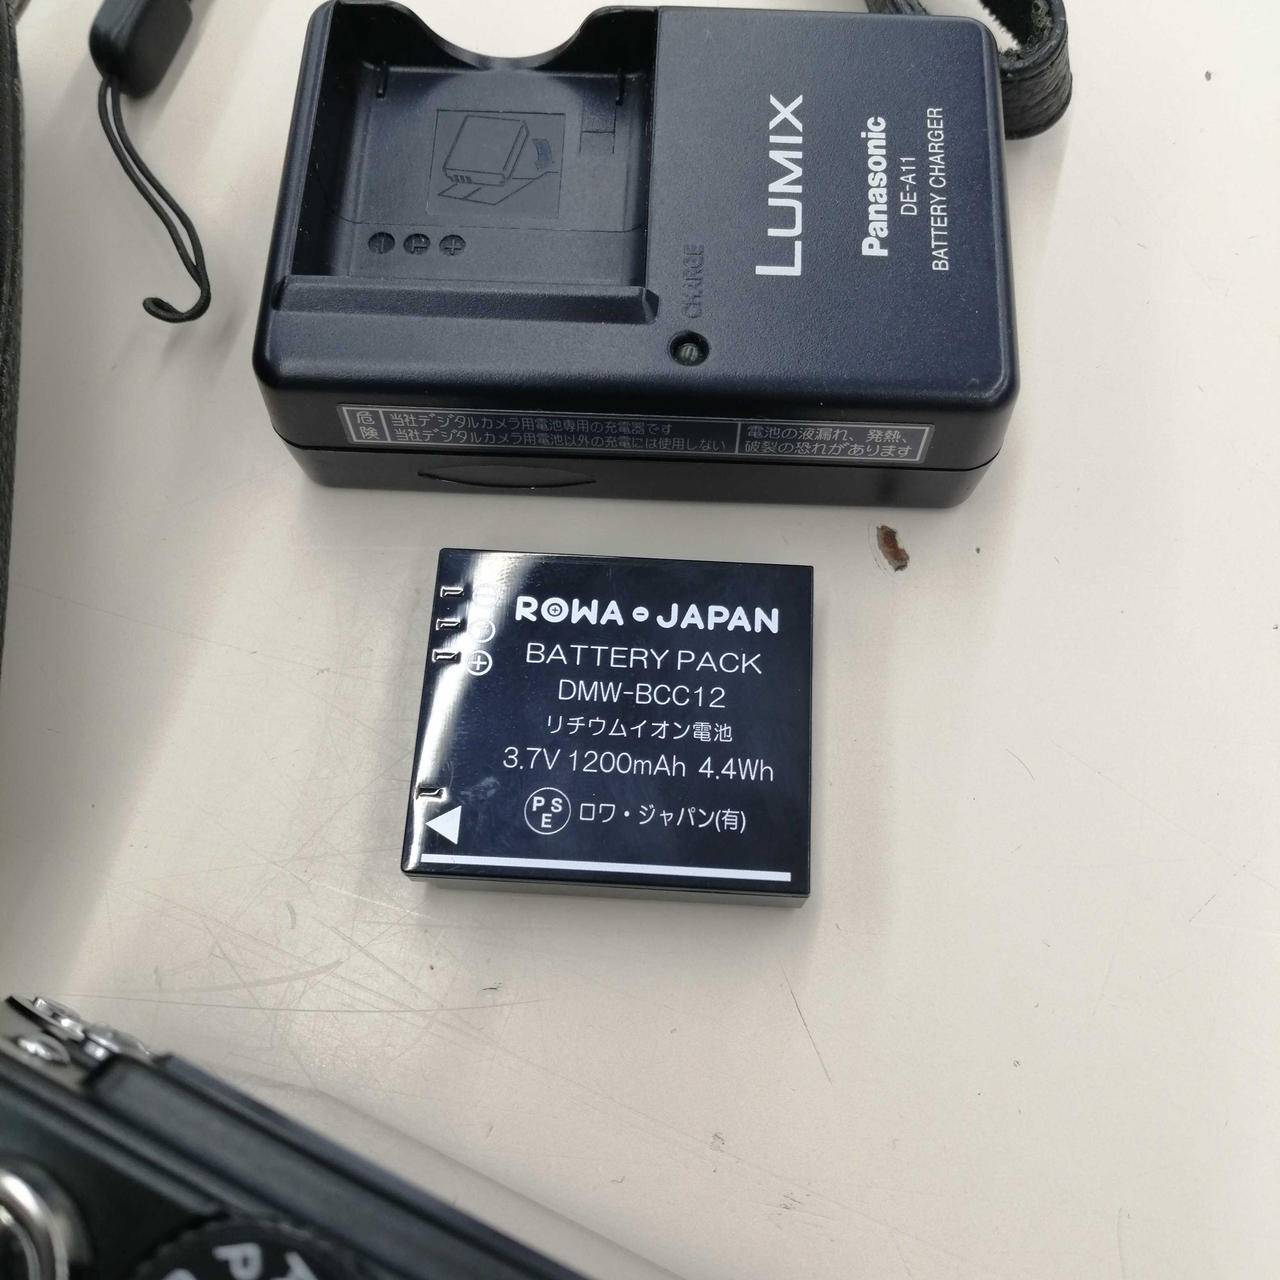 LUMIX
Panasonic
DE-A11
BATTERY CHARGER
CHARGE
危険
当社デジタルカメラ用電池専用の充電器です
当社デジタルカメラ用電池以外の充電には使用しない
電池の液漏れ、発熱、
破裂の恐れがあります
ROWA JAPAN
BATTERY PACK
DMW-BCC12
リチウムイオン電池
3.7V 1200mAh 4.4Wh
PSE ロワ・ジャパン(有)
P